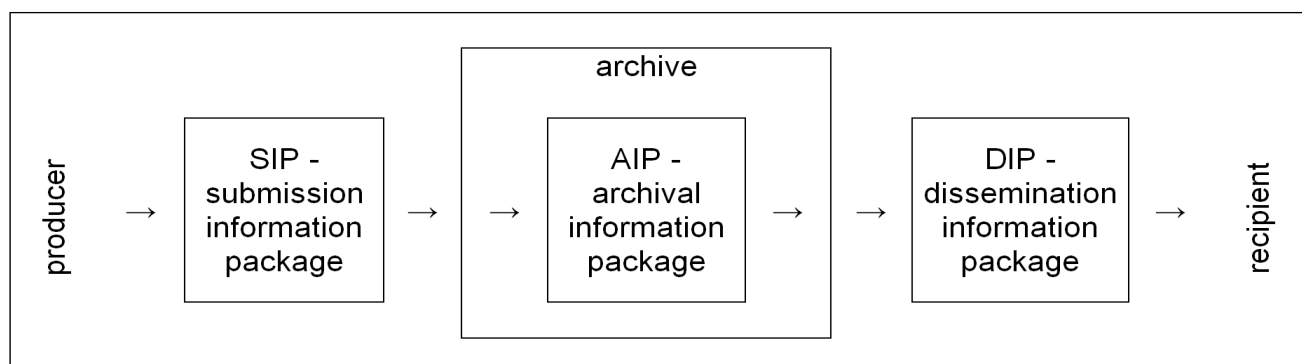 producer
→
SIP -
submission
information
package
→
archive
→
AIP -
archival
information
package
→
→
DIP -
dissemination
information
package
→
recipient